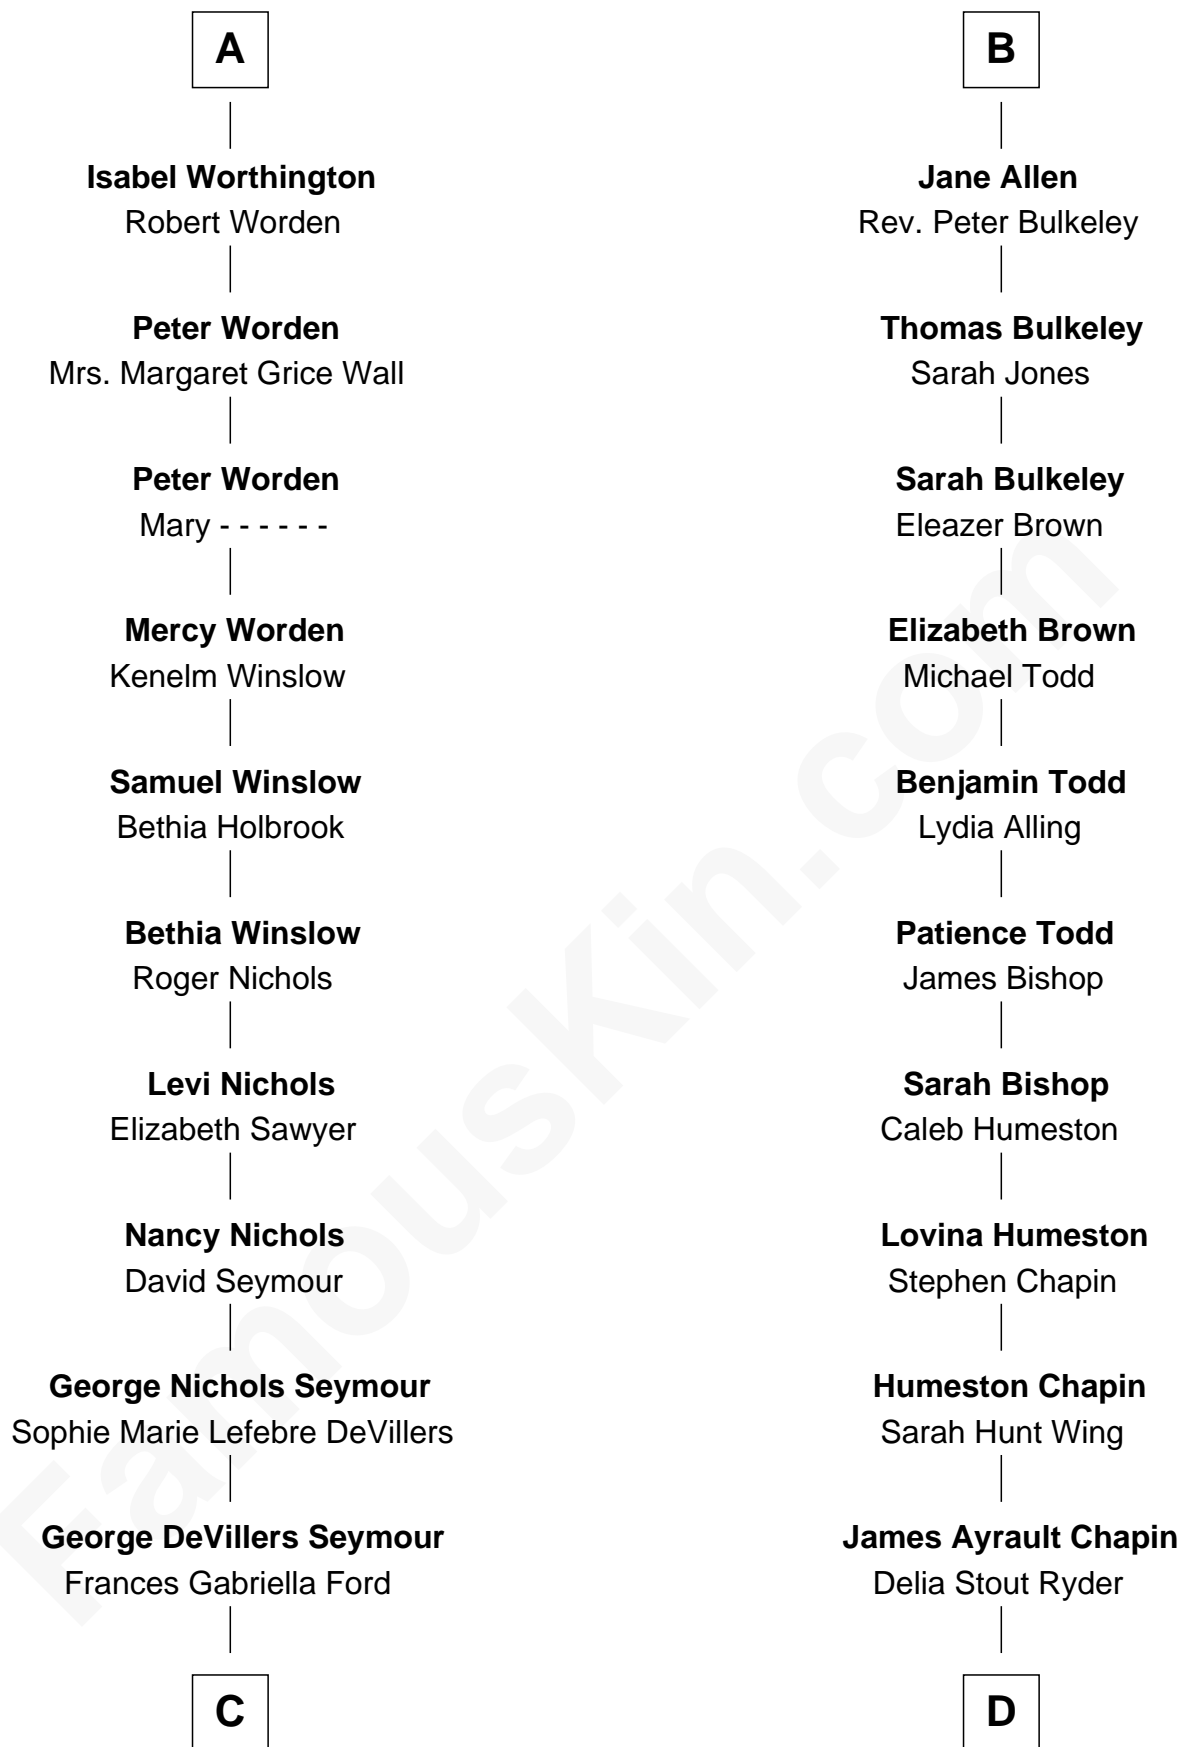 A
Isabel Worthington
Robert Worden
Peter Worden
Mrs. Margaret Grice Wall
Peter Worden
Mary - - - - - -
Mercy Worden
Kenelm Winslow
Samuel Winslow
Bethia Holbrook
Bethia Winslow
Roger Nichols
Levi Nichols
Elizabeth Sawyer
Nancy Nichols
David Seymour
George Nichols Seymour
Sophie Marie Lefebre DeVillers
George DeVillers Seymour
Frances Gabriella Ford
C
B
Jane Allen
Rev. Peter Bulkeley
Thomas Bulkeley
Sarah Jones
Sarah Bulkeley
Eleazer Brown
Elizabeth Brown
Michael Todd
Benjamin Todd
Lydia Alling
Patience Todd
James Bishop
Sarah Bishop
Caleb Humeston
Lovina Humeston
Stephen Chapin
Humeston Chapin
Sarah Hunt Wing
James Ayrault Chapin
Delia Stout Ryder
D
FamousKin.com